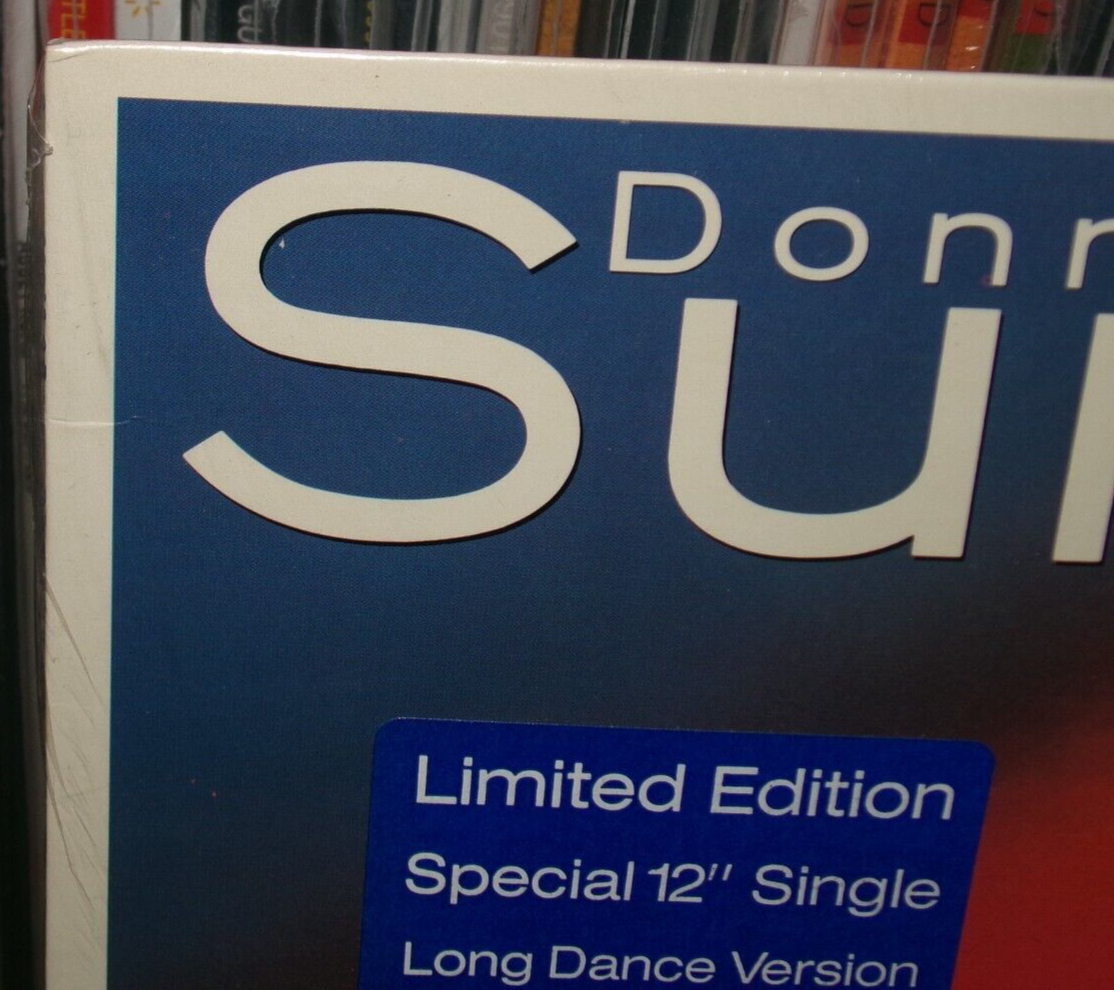 Donn
Su
Limited Edition
Special 12" Single
Long Dance Version